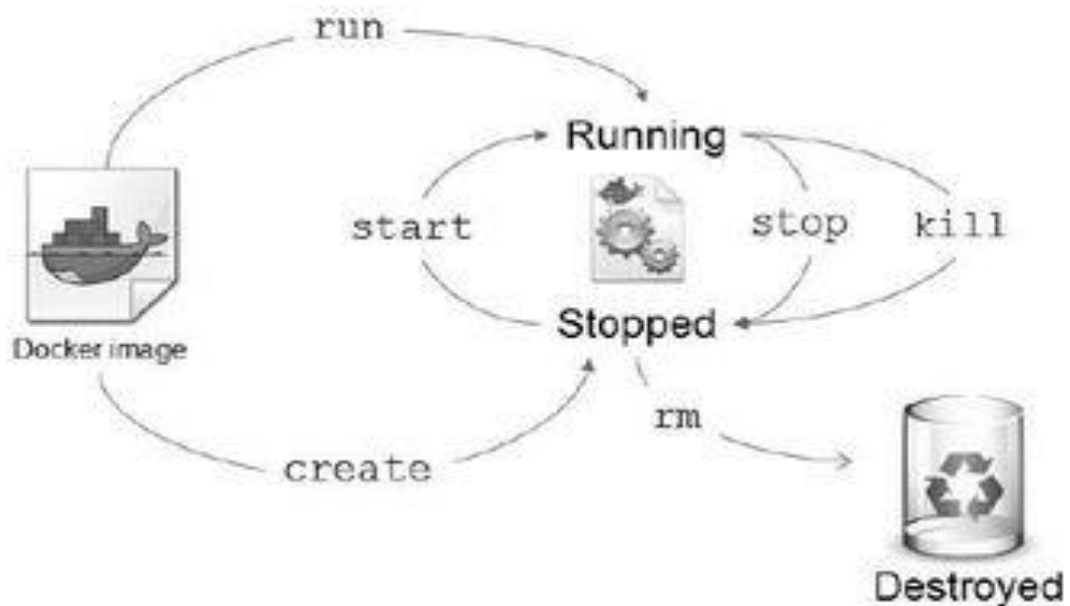 run
Running
start
stop
kill
Stopped
Docker image
rm
create
Destroyed